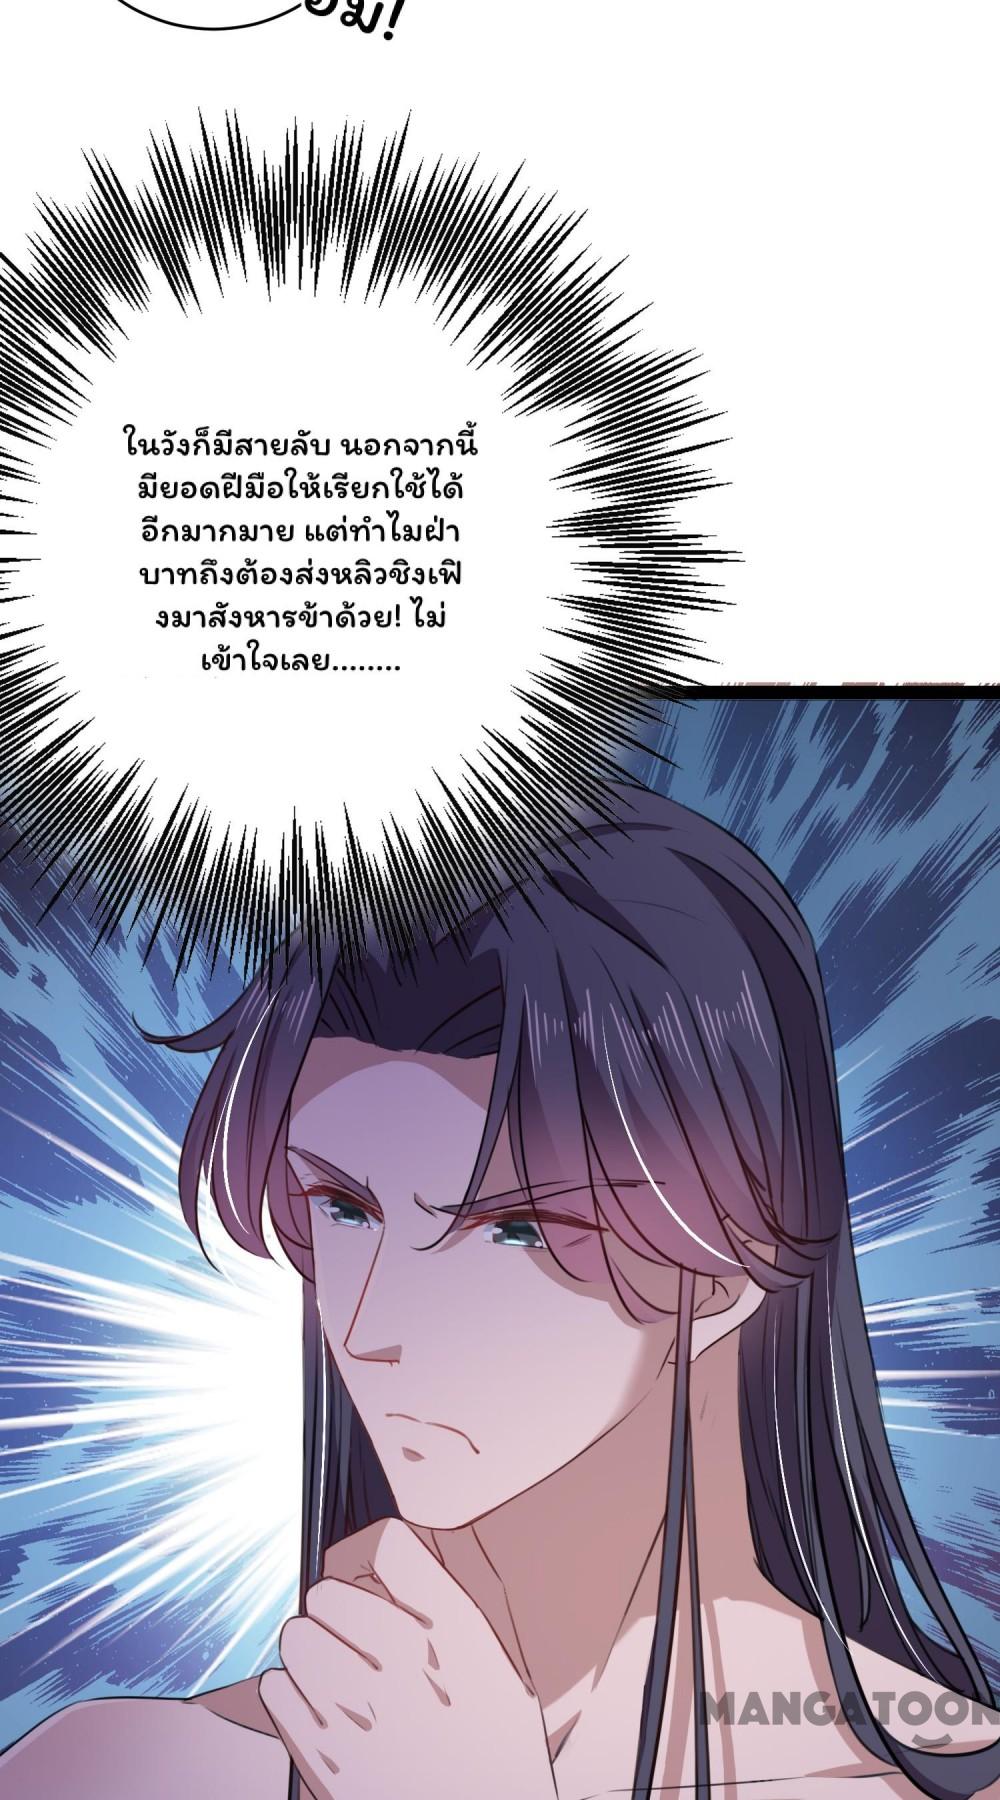 อืม!
ในวังก็มีสายลับ นอกจากนี้
มียอดฝีมือให้เรียกใช้ได้
อีกมากมาย แต่ทำไมฝ่า
บาทถึงต้องส่งหลิวชิงเฟิ
งมาสังหารข้าด้วย! ไม่
เข้าใจเลย........
MANGATOON